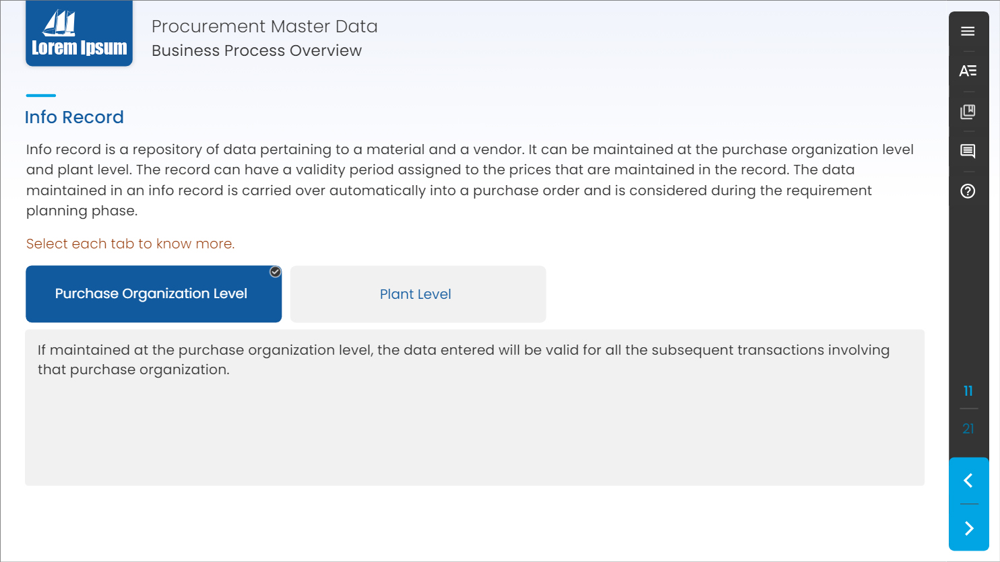 Lorem Ipsum
Procurement Master Data
Business Process Overview
Info Record
Info record is a repository of data pertaining to a material and a vendor. It can be maintained at the purchase organization level
and plant level. The record can have a validity period assigned to the prices that are maintained in the record. The data
maintained in an info record is carried over automatically into a purchase order and is considered during the requirement
planning phase.
Select each tab to know more.
Purchase Organization Level
Plant Level
If maintained at the purchase organization level, the data entered will be valid for all the subsequent transactions involving
that purchase organization.
A
?
11
21